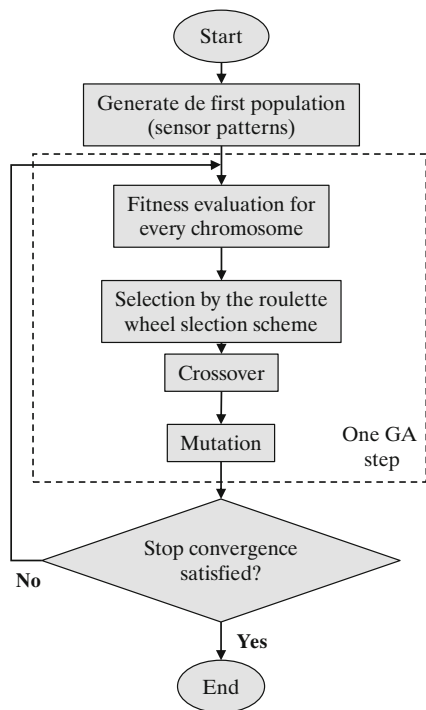 Start
Generate de first population
(sensor patterns)
Fitness evaluation for
every chromosome
Selection by the roulette
wheel slection scheme
Crossover
Mutation
One GA
step
Stop convergence
satisfied?
No
Yes
End